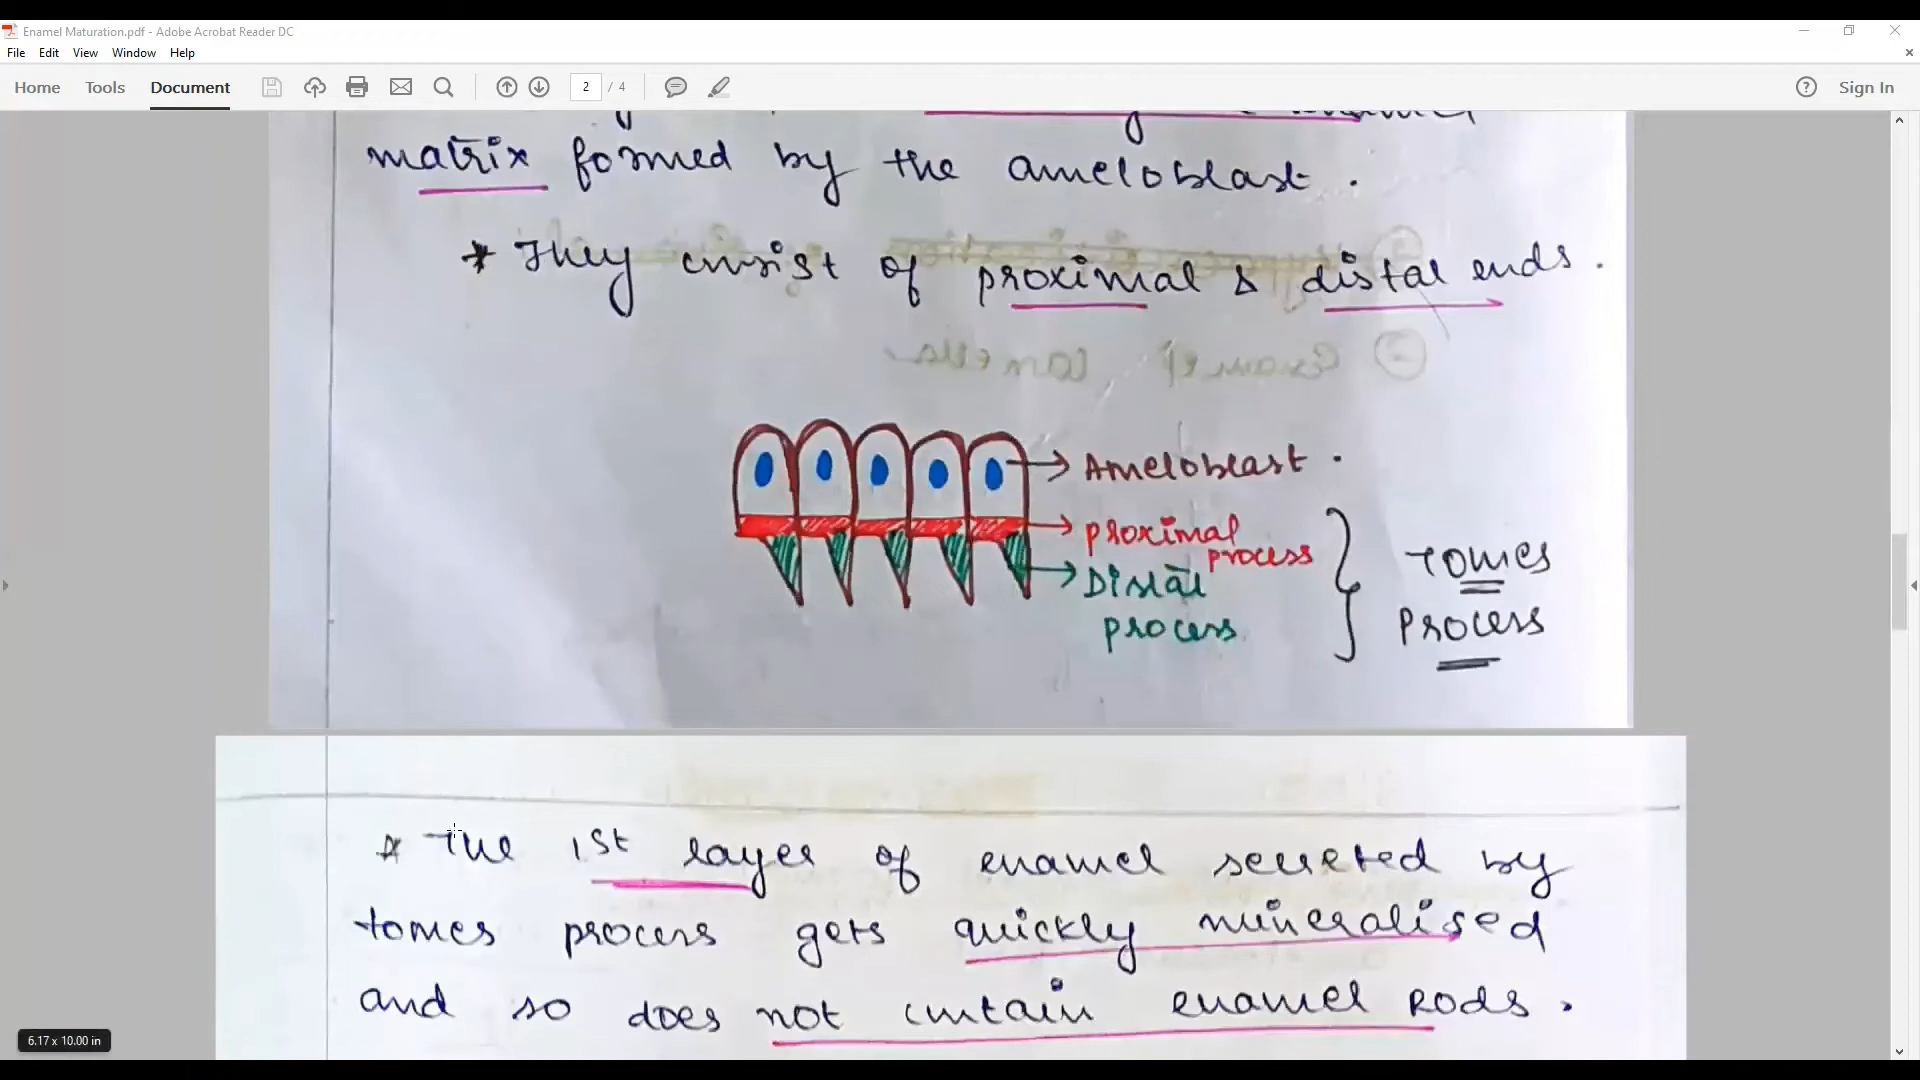 Enamel Maturation.pdf - Adobe Acrobat Reader DC
File Edit View Window Help
Home Tools Document 2 / 4 Sign In
matrix formed by the ameloblast.
* They consist of proximal & distal ends.
Ameloblast.
proximal process
Distal process
tomes process
* The 1st layer of enamel secreted by
tomes process gets quickly mineralised
and so does not contain enamel rods.
6.17 x 10.00 in